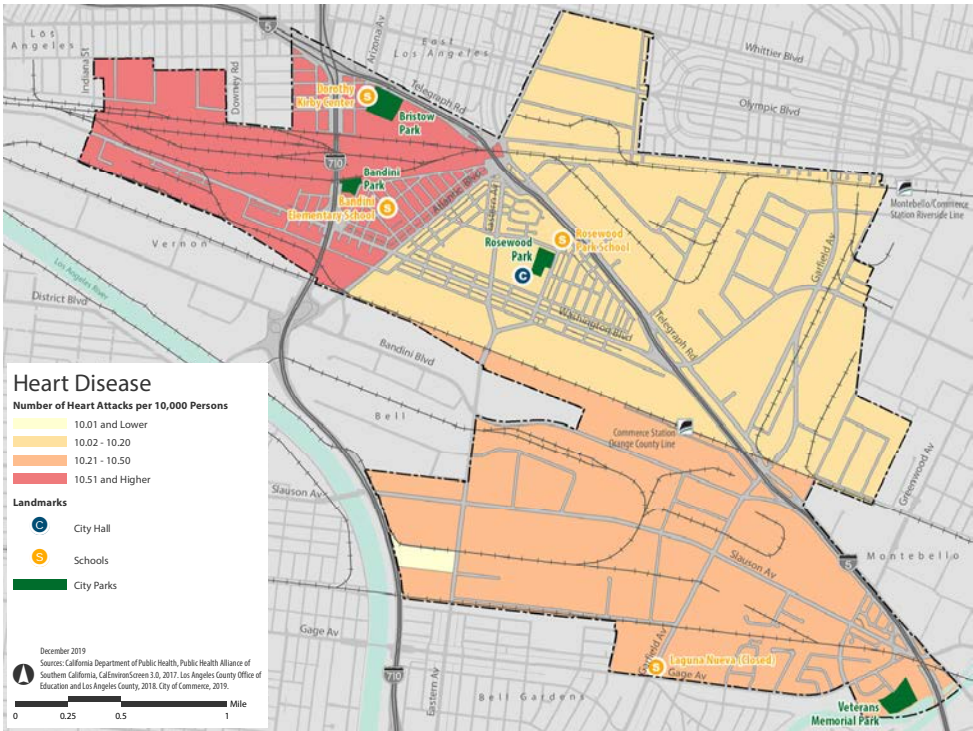 Los
Angeles
Indiana St
Downey Rd
5
Arizona Av
East
Los Angeles
Telegraph Rd
Whittier Blvd
Olympic Blvd
Dorothy
Kirby Center
S
Bristow
Park
710
Bandini
Park
Bandini
Elementary School
S
Atlantic Blvd
Eastern Av
Montebello/Commerce
Station Riverside Line
Vernon
Los Angeles River
District Blvd
Rosewood
Park
S
Rosewood
Park School
C
Garfield Av
Washington Blvd
Telegraph Rd
Bandini Blvd
Bell
Commerce Station
Orange County Line
Greenwood Av
Slauson Av
Slauson Av
Montebello
5
Gage Av
Garfield Av
S
Laguna Nueva (Closed)
Gage Av
710
Eastern Av
Bell Gardens
Veterans
Memorial Park
Heart Disease
Number of Heart Attacks per 10,000 Persons
10.01 and Lower
10.02 - 10.20
10.21 - 10.50
10.51 and Higher
Landmarks
C City Hall
S Schools
City Parks
December 2019
Sources: California Department of Public Health, Public Health Alliance of
Southern California, CalEnvironScreen 3.0, 2017. Los Angeles County Office of
Education and Los Angeles County, 2018. City of Commerce, 2019.
Mile
0 0.25 0.5 1